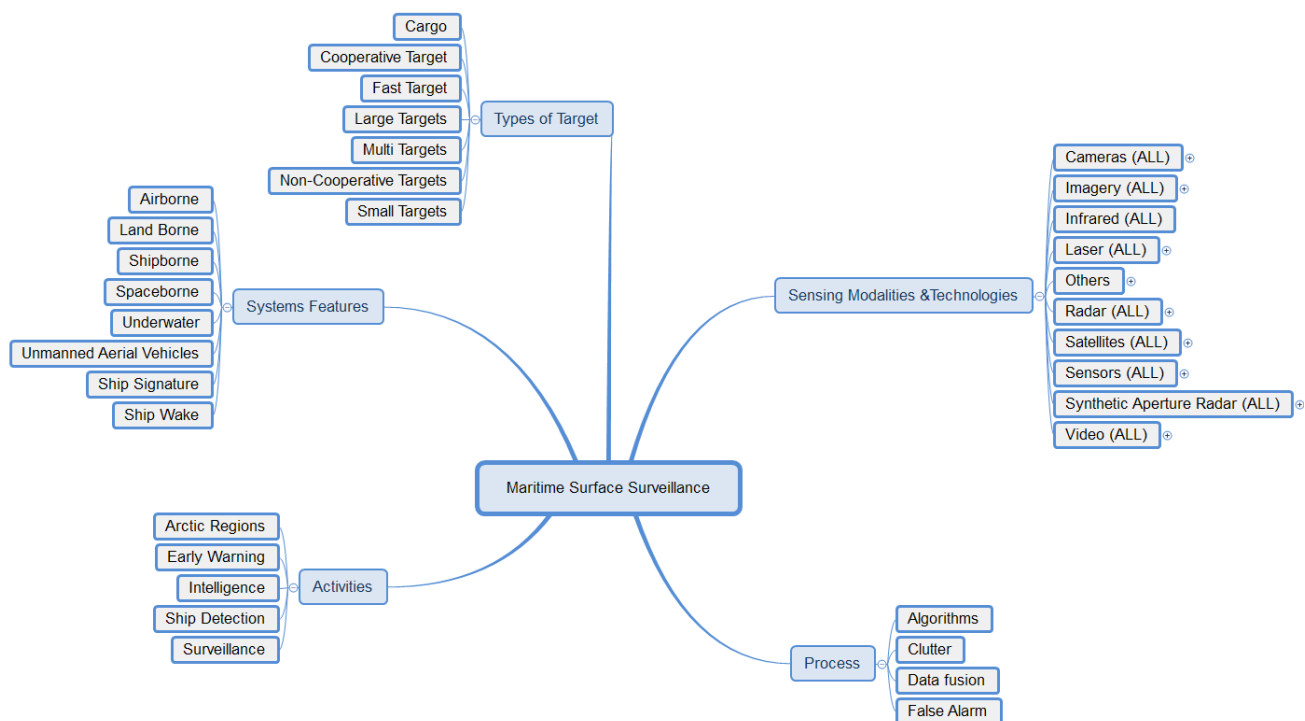 Cargo
Cooperative Target
Fast Target
Large Targets
Multi Targets
Non-Cooperative Targets
Small Targets
Types of Target
Airborne
Land Borne
Shipborne
Spaceborne
Underwater
Unmanned Aerial Vehicles
Ship Signature
Ship Wake
Systems Features
Cameras (ALL)
Imagery (ALL)
Infrared (ALL)
Laser (ALL)
Others
Radar (ALL)
Satellites (ALL)
Sensors (ALL)
Synthetic Aperture Radar (ALL)
Video (ALL)
Sensing Modalities &Technologies
Maritime Surface Surveillance
Arctic Regions
Early Warning
Intelligence
Ship Detection
Surveillance
Activities
Process
Algorithms
Clutter
Data fusion
False Alarm